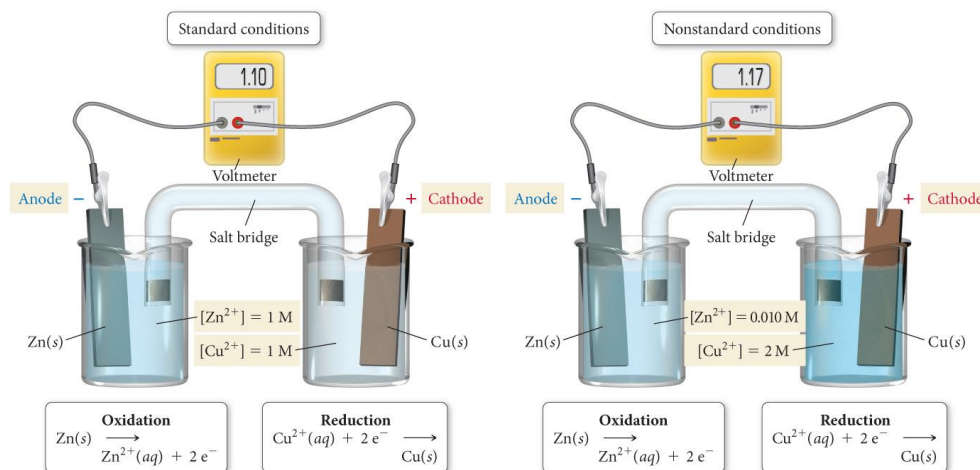 Standard conditions
1.10
Voltmeter
Anode − + Cathode
Salt bridge
[Zn²⁺] = 1 M
Zn(s) Cu(s)
[Cu²⁺] = 1 M
Oxidation
Zn(s) ⟶
Zn²⁺(aq) + 2 e⁻
Reduction
Cu²⁺(aq) + 2 e⁻ ⟶
Cu(s)
Nonstandard conditions
1.17
Voltmeter
Anode − + Cathode
Salt bridge
[Zn²⁺] = 0.010 M
Zn(s) Cu(s)
[Cu²⁺] = 2 M
Oxidation
Zn(s) ⟶
Zn²⁺(aq) + 2 e⁻
Reduction
Cu²⁺(aq) + 2 e⁻ ⟶
Cu(s)